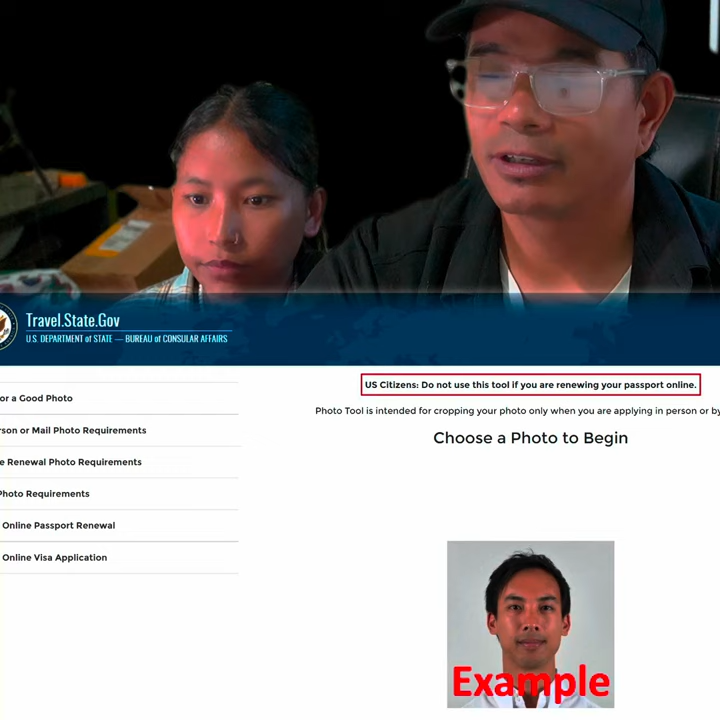 Travel.State.Gov
U.S. DEPARTMENT of STATE — BUREAU of CONSULAR AFFAIRS
US Citizens: Do not use this tool if you are renewing your passport online.
or a Good Photo
Photo Tool is intended for cropping your photo only when you are applying in person or by
rson or Mail Photo Requirements
Choose a Photo to Begin
e Renewal Photo Requirements
Photo Requirements
Online Passport Renewal
Online Visa Application
Example